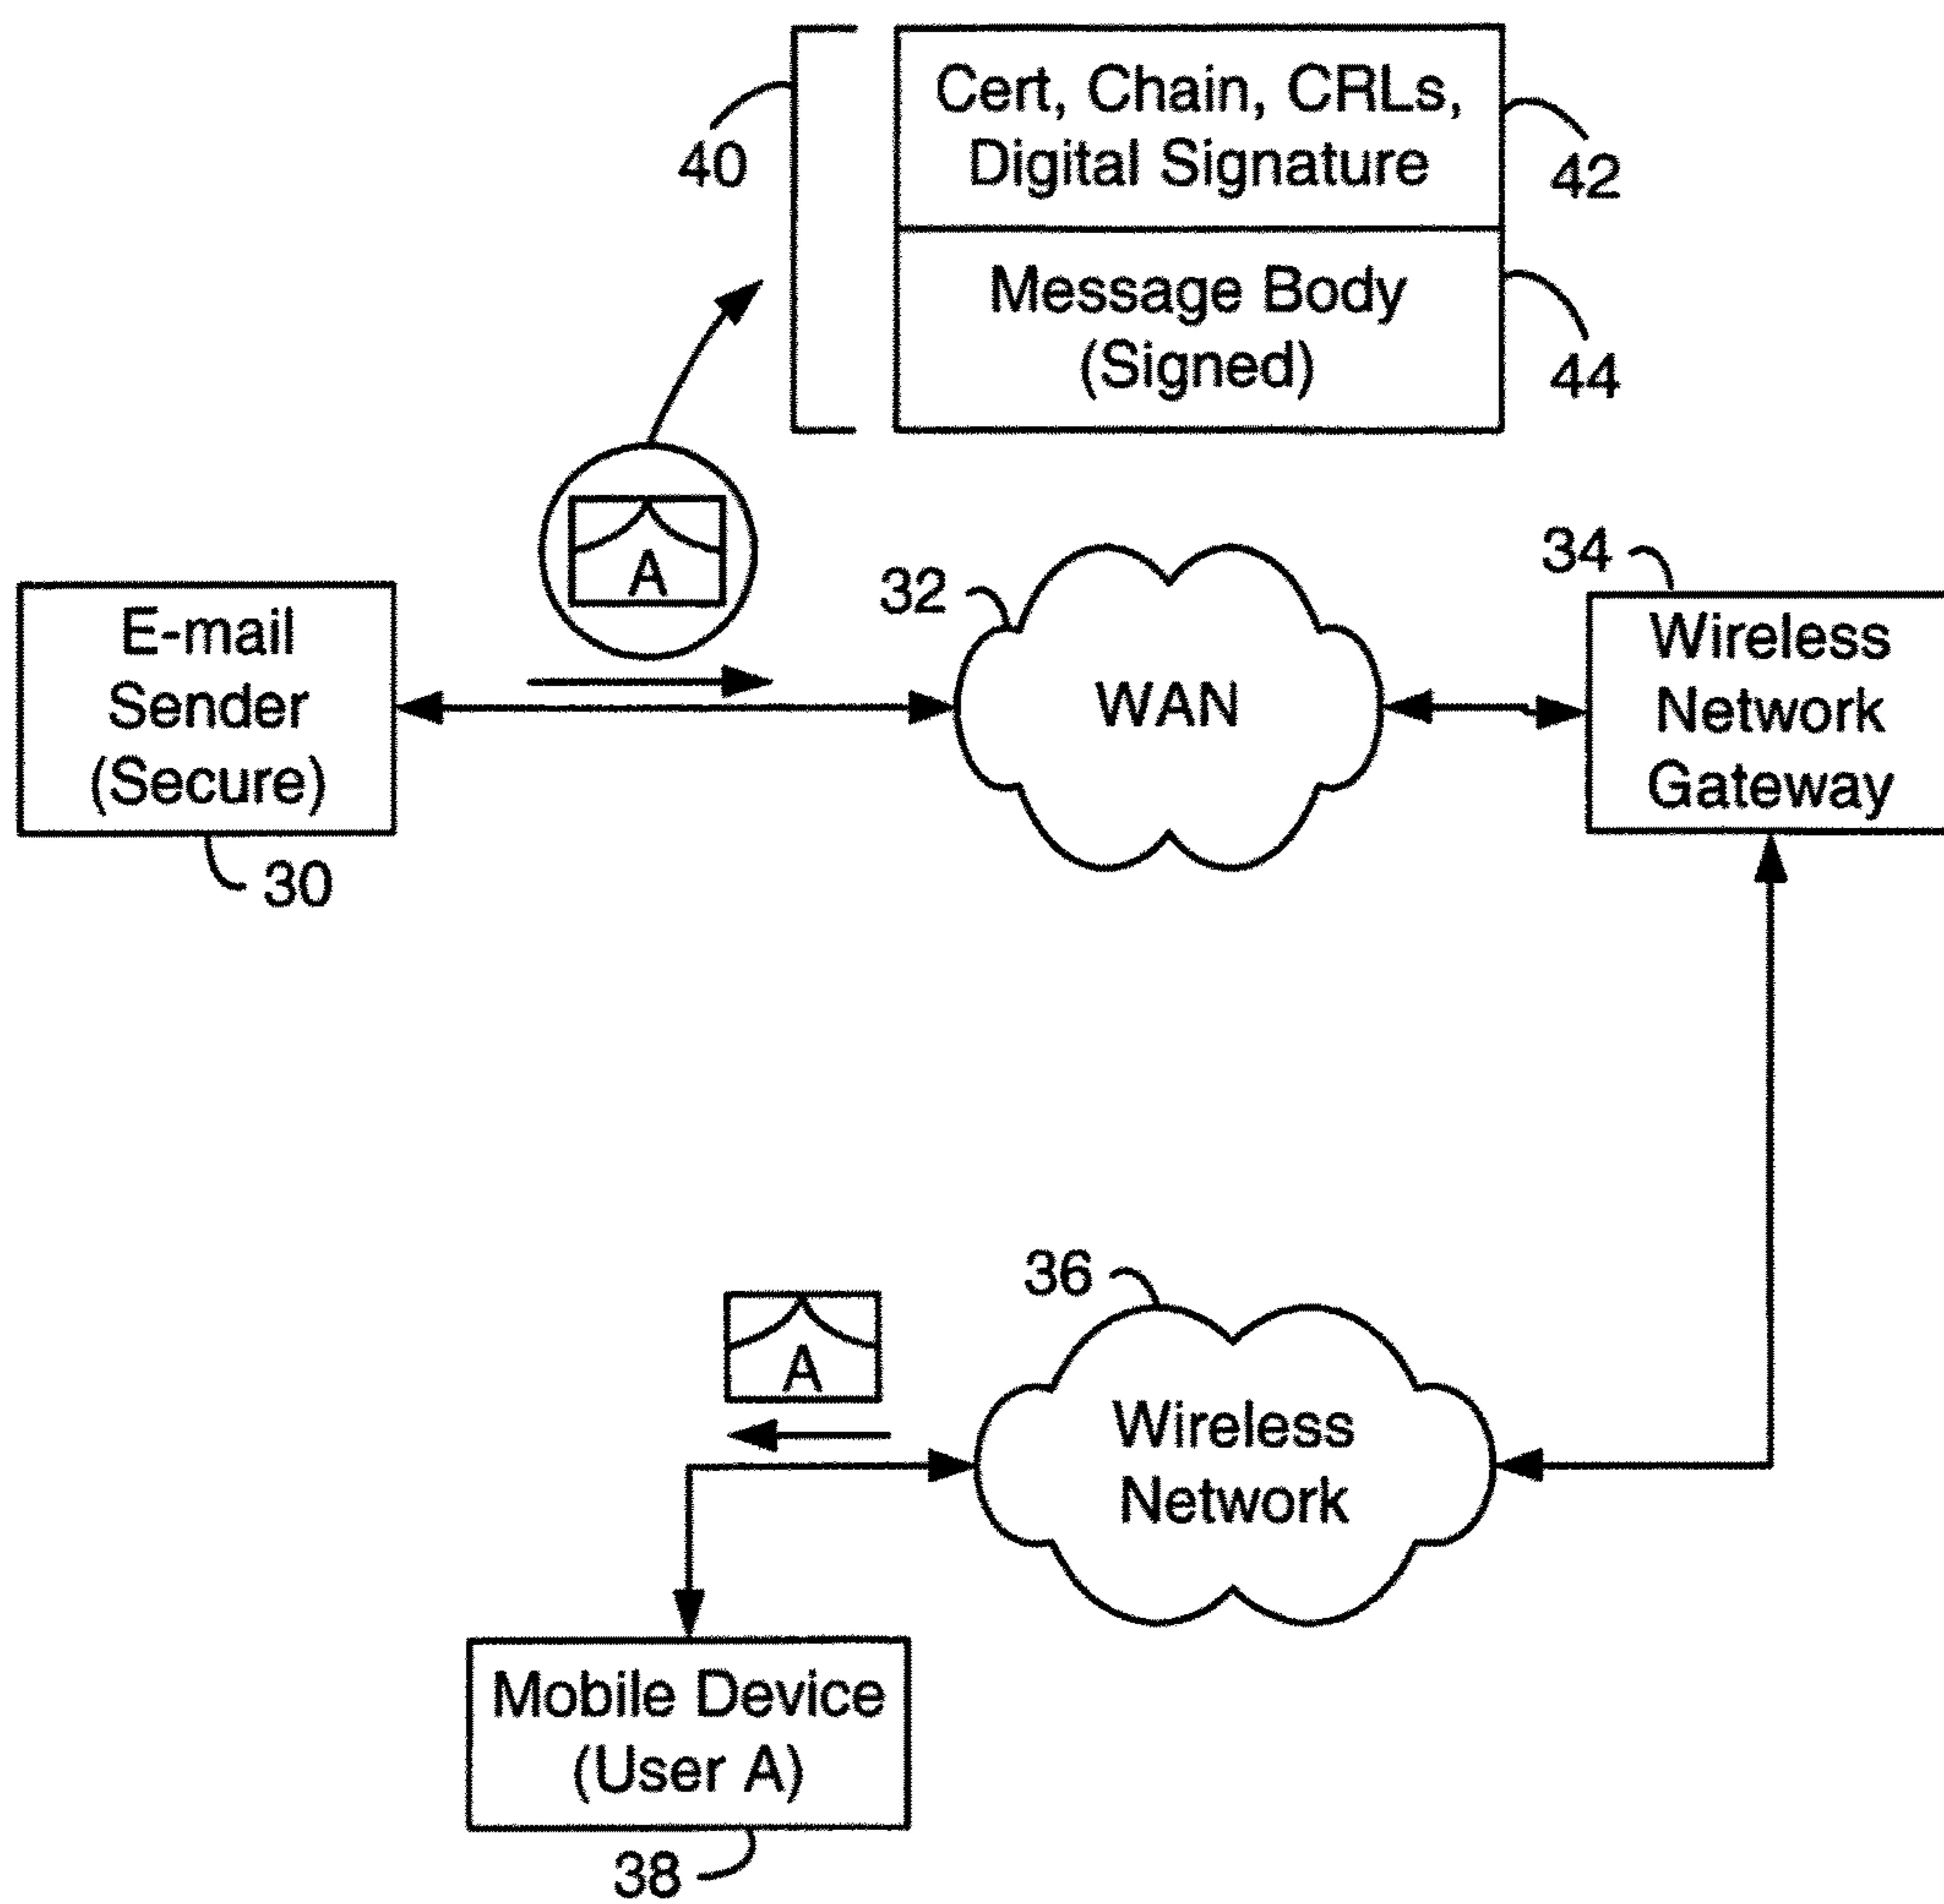 40
Cert, Chain, CRLs,
Digital Signature
42
Message Body
(Signed)
44
A
E-mail
Sender
(Secure)
30
32
WAN
34
Wireless
Network
Gateway
36
A
Wireless
Network
Mobile Device
(User A)
38